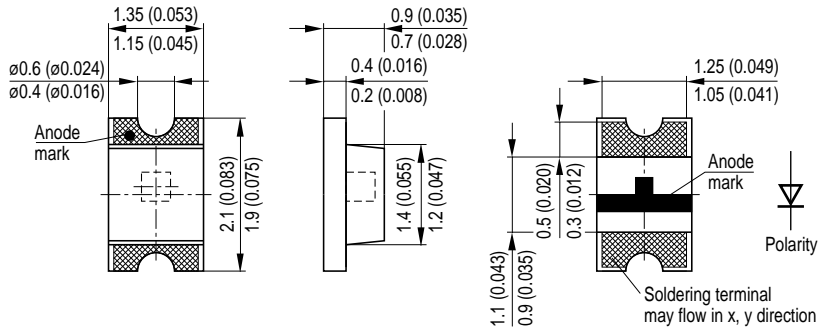 1.35 (0.053)
1.15 (0.045)
ø0.6 (ø0.024)
ø0.4 (ø0.016)
Anode
mark
2.1 (0.083)
1.9 (0.075)
0.9 (0.035)
0.7 (0.028)
0.4 (0.016)
0.2 (0.008)
1.4 (0.055)
1.2 (0.047)
1.25 (0.049)
1.05 (0.041)
0.5 (0.020)
0.3 (0.012)
1.1 (0.043)
0.9 (0.035)
Anode
mark
Polarity
Soldering terminal
may flow in x, y direction